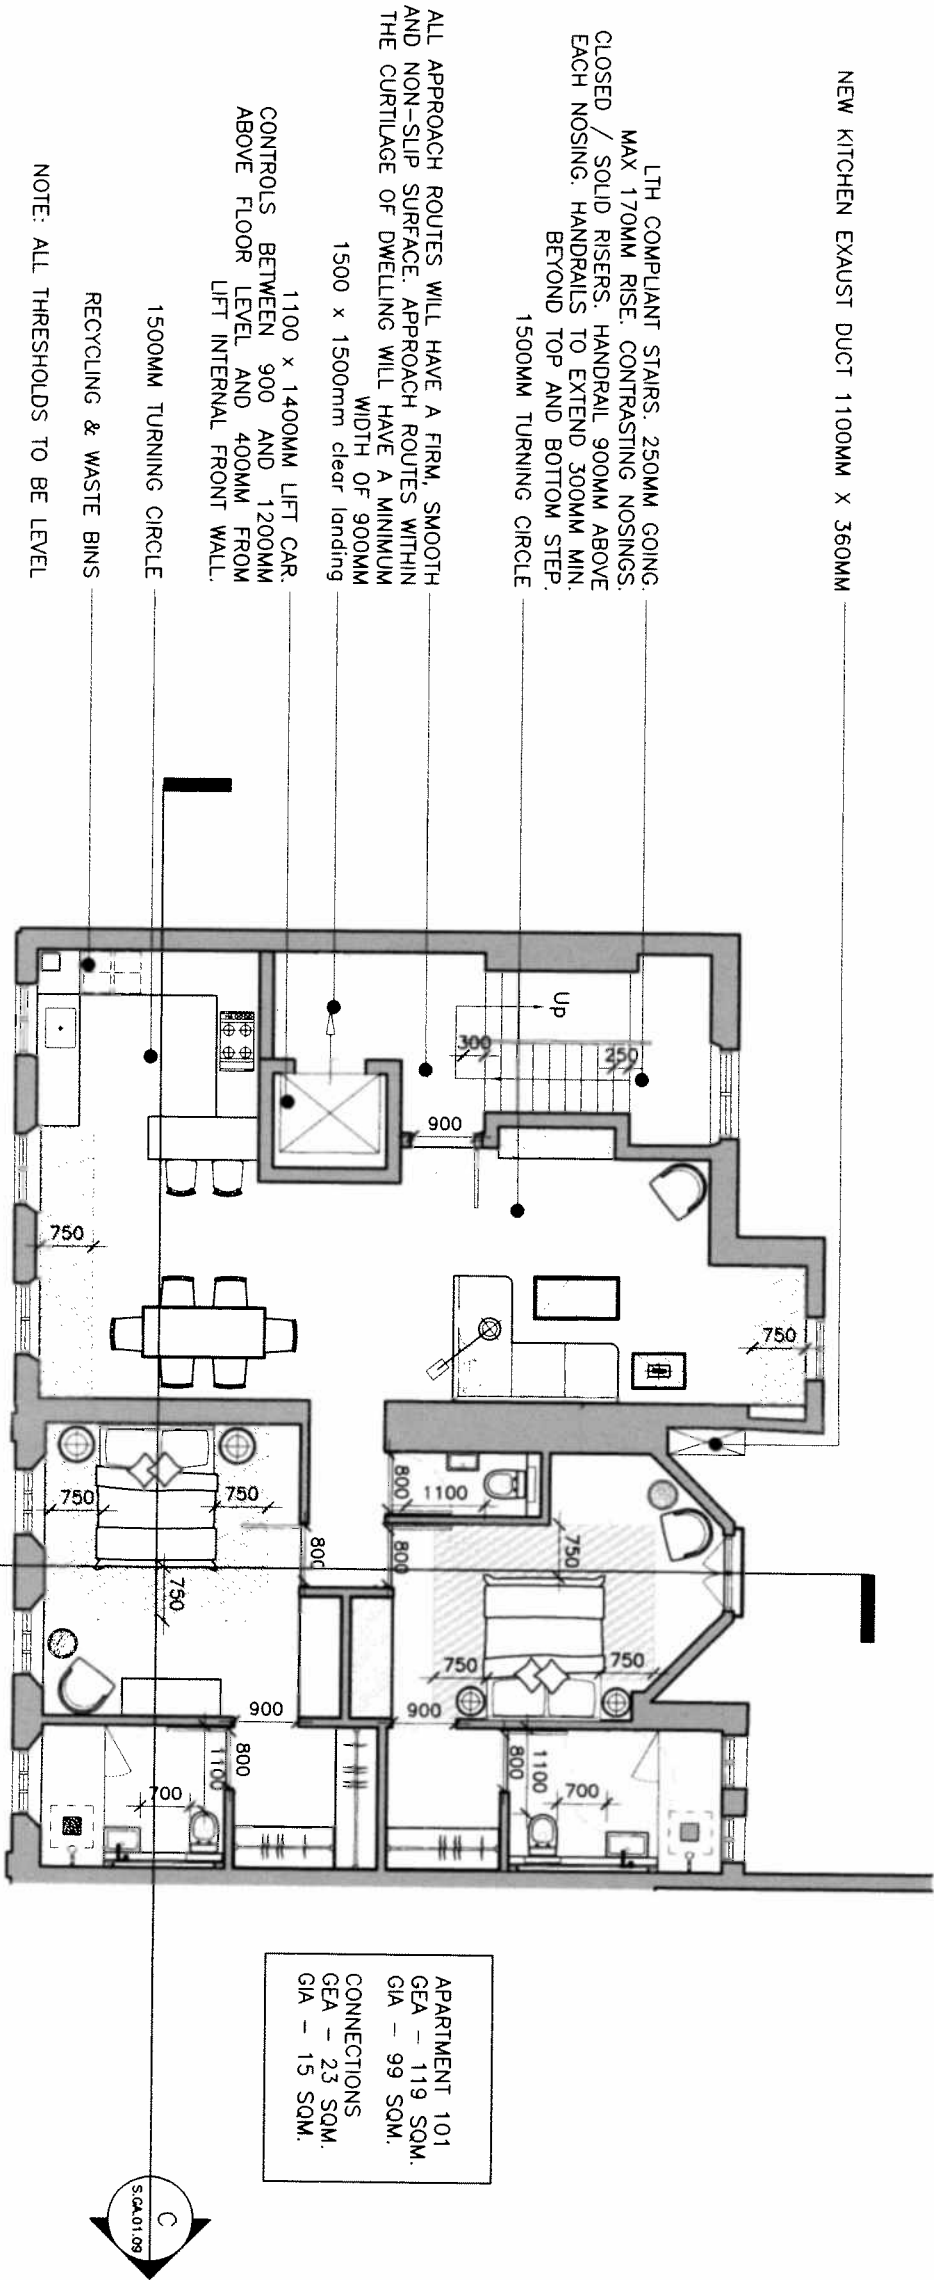 NEW KITCHEN EXAUST DUCT 1100MM X 360MM
LTH COMPLIANT STAIRS. 250MM GOING.
MAX 170MM RISE. CONTRASTING NOSINGS.
CLOSED / SOLID RISERS. HANDRAIL 900MM ABOVE
EACH NOSING. HANDRAILS TO EXTEND 300MM MIN.
BEYOND TOP AND BOTTOM STEP.
1500MM TURNING CIRCLE
ALL APPROACH ROUTES WILL HAVE A FIRM, SMOOTH
AND NON-SLIP SURFACE. APPROACH ROUTES WITHIN
THE CURTILAGE OF DWELLING WILL HAVE A MINIMUM
WIDTH OF 900MM
1500 x 1500mm clear landing
1100 x 1400MM LIFT CAR.
CONTROLS BETWEEN 900 AND 1200MM
ABOVE FLOOR LEVEL AND 400MM FROM
LIFT INTERNAL FRONT WALL.
1500MM TURNING CIRCLE
RECYCLING & WASTE BINS
NOTE: ALL THRESHOLDS TO BE LEVEL
Up
300
250
900
750
750
800
1100
750
800
800
750
750
750
750
750
900
900
800
1100
700
1100
800
700
APARTMENT 101
GEA - 119 SQM.
GIA - 99 SQM.
CONNECTIONS
GEA - 23 SQM.
GIA - 15 SQM.
C
S.GA.01.09